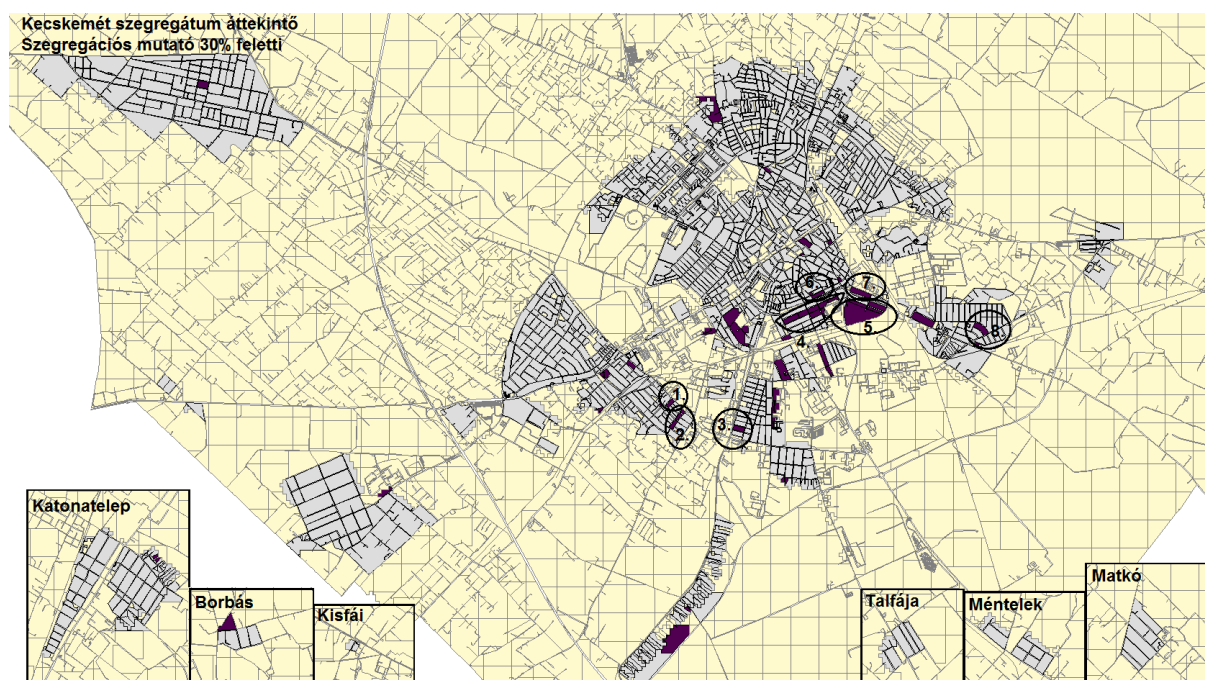 Kecskemét szegregátum áttekintő
Szegregációs mutató 30% feletti
6.
7.
5.
4.
8.
1.
2.
3.
Katonatelep
Borbás
Kisfái
Talfája
Méntelek
Matkó